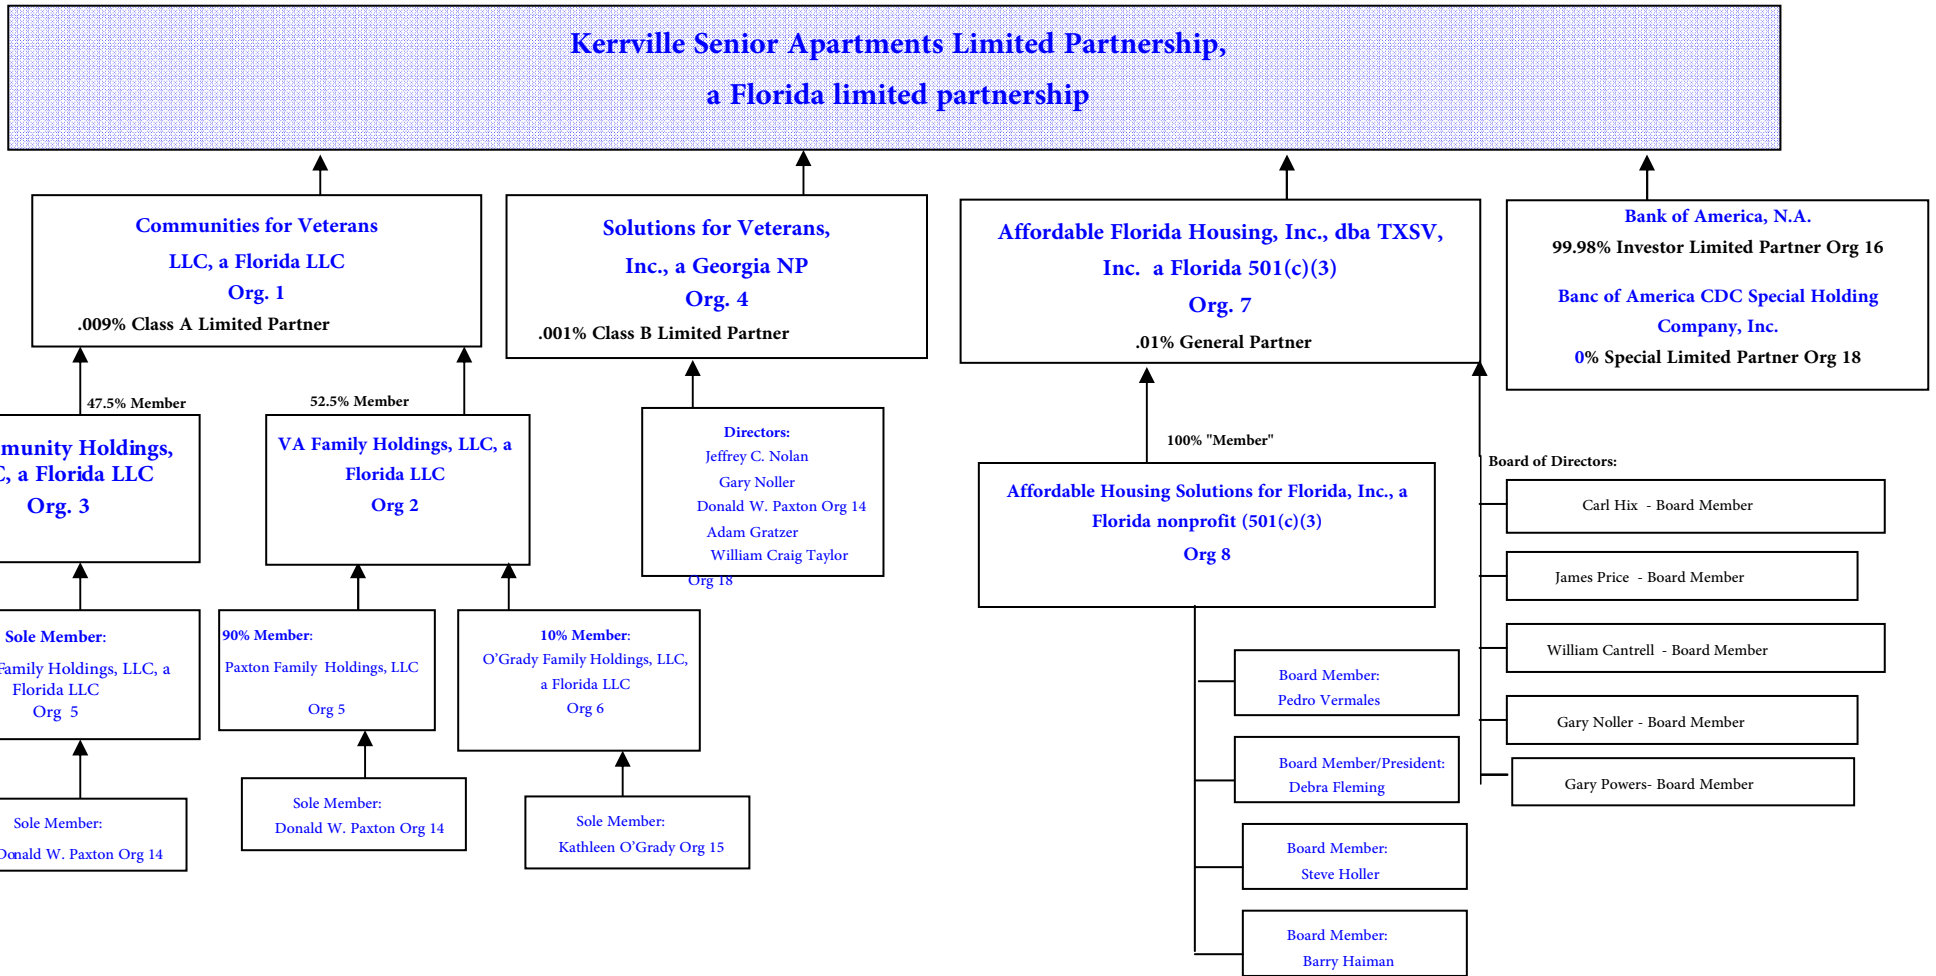 Kerrville Senior Apartments Limited Partnership,
a Florida limited partnership
Communities for Veterans
LLC, a Florida LLC
Org. 1
.009% Class A Limited Partner
Solutions for Veterans,
Inc., a Georgia NP
Org. 4
.001% Class B Limited Partner
Affordable Florida Housing, Inc., dba TXSV,
Inc. a Florida 501(c)(3)
Org. 7
.01% General Partner
Bank of America, N.A.
99.98% Investor Limited Partner Org 16
Banc of America CDC Special Holding
Company, Inc.
0% Special Limited Partner Org 18
47.5% Member
52.5% Member
munity Holdings,
C, a Florida LLC
Org. 3
VA Family Holdings, LLC, a
Florida LLC
Org 2
Directors:
Jeffrey C. Nolan
Gary Noller
Donald W. Paxton Org 14
Adam Gratzer
William Craig Taylor
Org 18
100% "Member"
Affordable Housing Solutions for Florida, Inc., a
Florida nonprofit (501(c)(3)
Org 8
Board of Directors:
Carl Hix - Board Member
James Price - Board Member
William Cantrell - Board Member
Gary Noller - Board Member
Gary Powers- Board Member
Sole Member:
Family Holdings, LLC, a
Florida LLC
Org 5
90% Member:
Paxton Family Holdings, LLC
Org 5
10% Member:
O'Grady Family Holdings, LLC,
a Florida LLC
Org 6
Sole Member:
Donald W. Paxton Org 14
Sole Member:
Donald W. Paxton Org 14
Sole Member:
Kathleen O'Grady Org 15
Board Member:
Pedro Vermales
Board Member/President:
Debra Fleming
Board Member:
Steve Holler
Board Member:
Barry Haiman